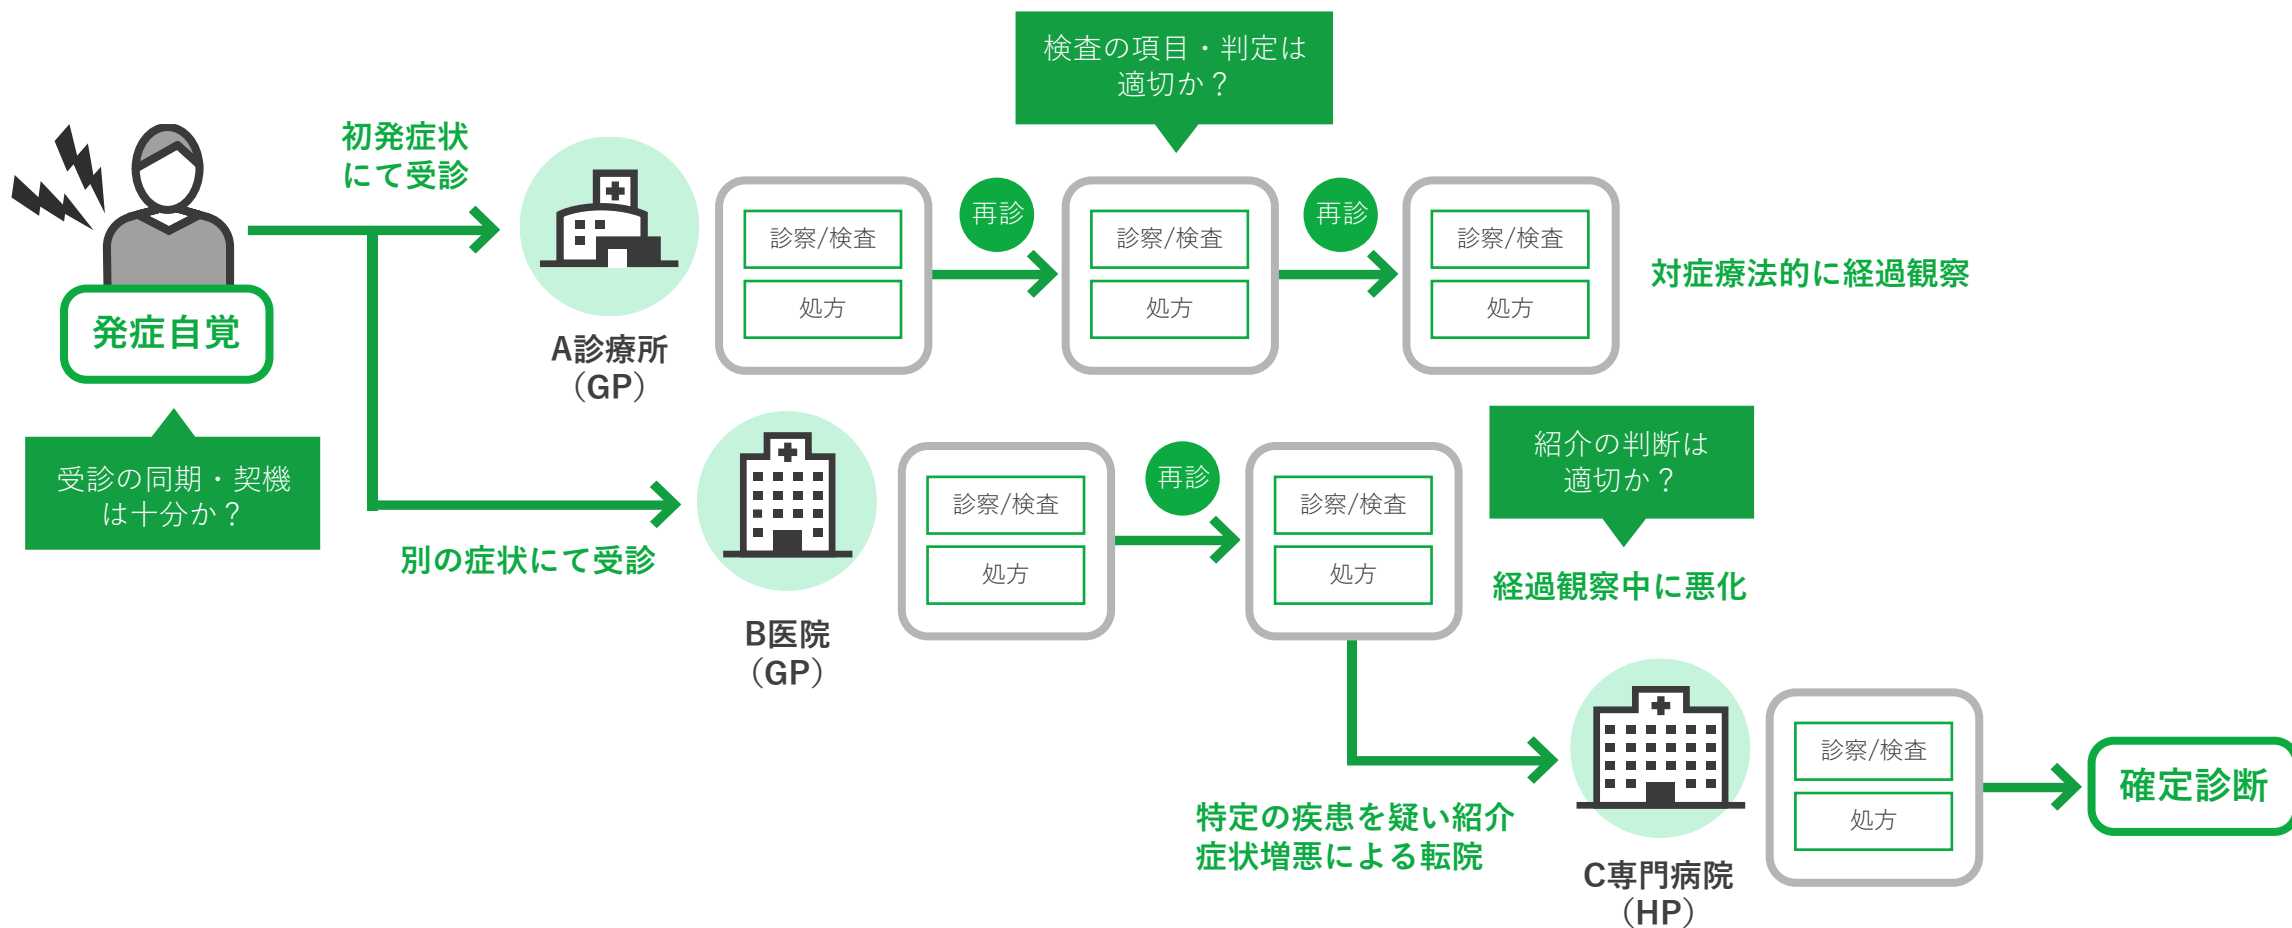 検査の項目・判定は
適切か？
初発症状
にて受診
再診
再診
診察/検査
処方
診察/検査
処方
診察/検査
処方
対症療法的に経過観察
発症自覚
A診療所
（GP）
受診の同期・契機
は十分か？
紹介の判断は
適切か？
再診
診察/検査
処方
診察/検査
処方
別の症状にて受診
経過観察中に悪化
B医院
（GP）
診察/検査
処方
確定診断
特定の疾患を疑い紹介
症状増悪による転院
C専門病院
（HP）